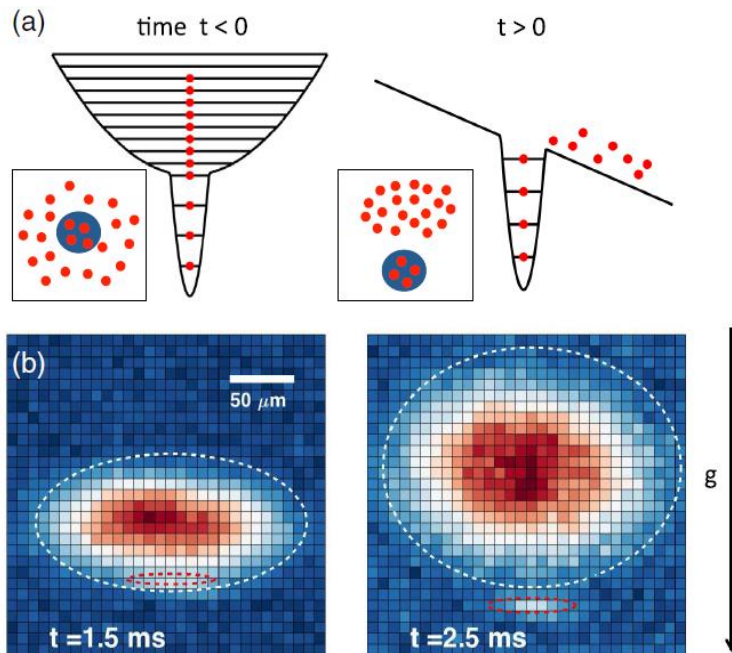 (a)
time t < 0
t > 0
(b)
50 μm
g
t =1.5 ms
t =2.5 ms